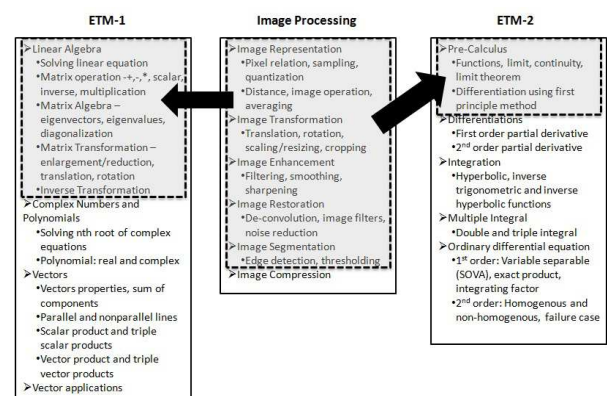 ETM-1
➢Linear Algebra
•Solving linear equation
•Matrix operation -+,-,*, scalar,
inverse, multiplication
•Matrix Algebra –
eigenvectors, eigenvalues,
diagonalization
•Matrix Transformation –
enlargement/reduction,
translation, rotation
•Inverse Transformation
➢Complex Numbers and
Polynomials
•Solving nth root of complex
equations
•Polynomial: real and complex
➢Vectors
•Vectors properties, sum of
components
•Parallel and nonparallel lines
•Scalar product and triple
scalar products
•Vector product and triple
vector products
➢Vector applications
Image Processing
➢Image Representation
•Pixel relation, sampling,
quantization
•Distance, image operation,
averaging
➢Image Transformation
•Translation, rotation,
scaling/resizing, cropping
➢Image Enhancement
•Filtering, smoothing,
sharpening
➢Image Restoration
•De-convolution, image filters,
noise reduction
➢Image Segmentation
•Edge detection, thresholding
➢Image Compression
ETM-2
➢Pre-Calculus
•Functions, limit, continuity,
limit theorem
•Differentiation using first
principle method
➢Differentiations
•First order partial derivative
•2nd order partial derivative
➢Integration
•Hyperbolic, inverse
trigonometric and inverse
hyperbolic functions
➢Multiple Integral
•Double and triple integral
➢Ordinary differential equation
•1st order: Variable separable
(SOVA), exact product,
integrating factor
•2nd order: Homogenous and
non-homogenous, failure case